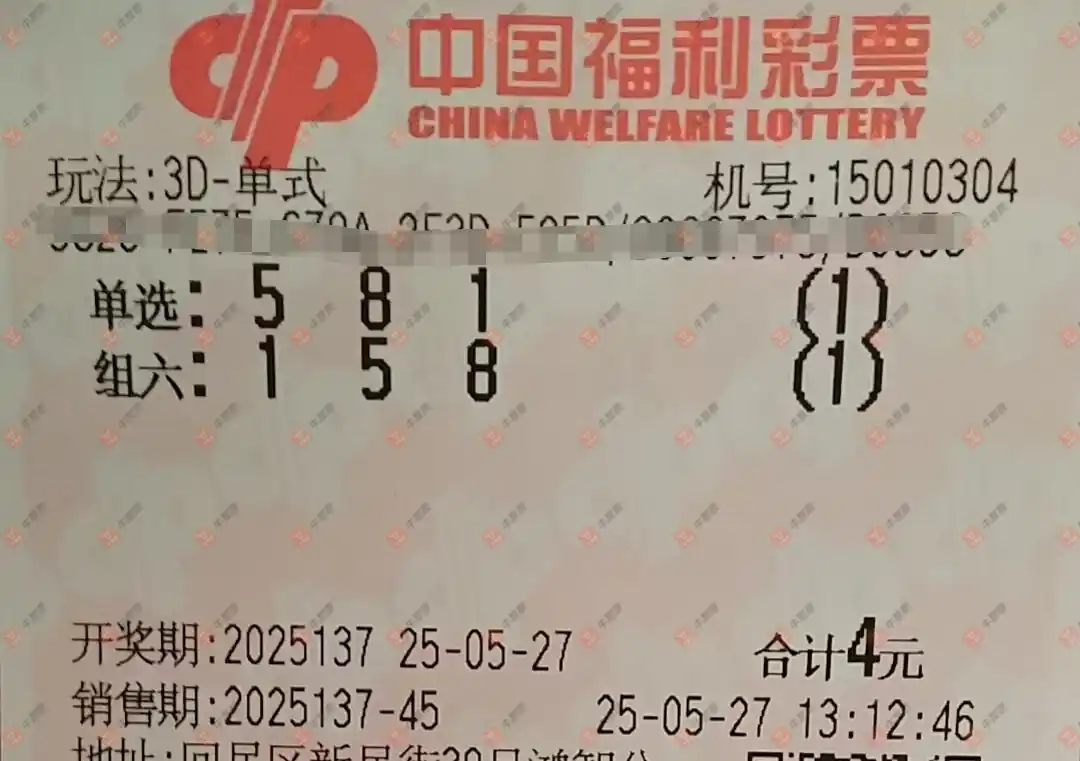 中国福利彩票
CHINA WELFARE LOTTERY
玩法:3D-单式 机号:15010304
单选: 5 8 1 (1)
组六: 1 5 8 (1)
开奖期:2025137 25-05-27 合计4元
销售期:2025137-45 25-05-27 13:12:46